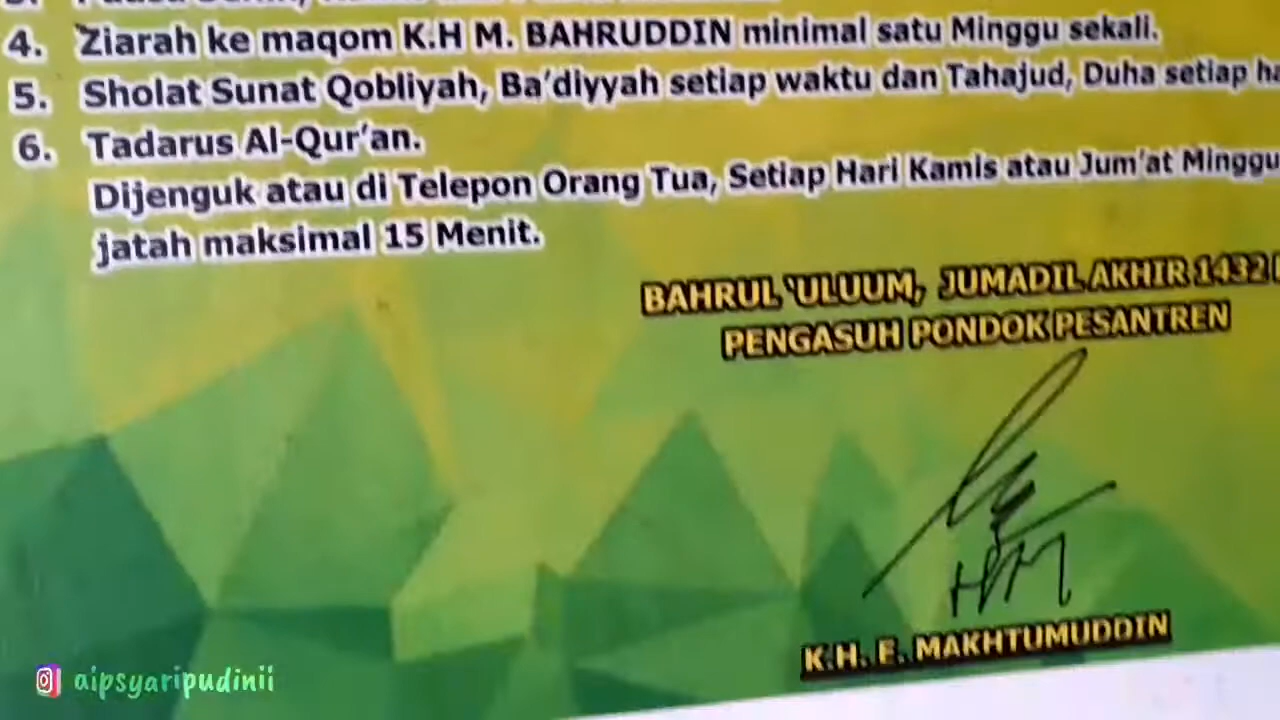 4. Ziarah ke maqom K.H M. BAHRUDDIN minimal satu Minggu sekali.
5. Sholat Sunat Qobliyah, Ba'diyyah setiap waktu dan Tahajud, Duha setiap ha
6. Tadarus Al-Qur'an.
Dijenguk atau di Telepon Orang Tua, Setiap Hari Kamis atau Jum'at Minggu
jatah maksimal 15 Menit.
BAHRUL 'ULUUM, JUMADIL AKHIR 1432
PENGASUH PONDOK PESANTREN
HM
K.H. E. MAKHTUMUDDIN
aipsyaripudinii